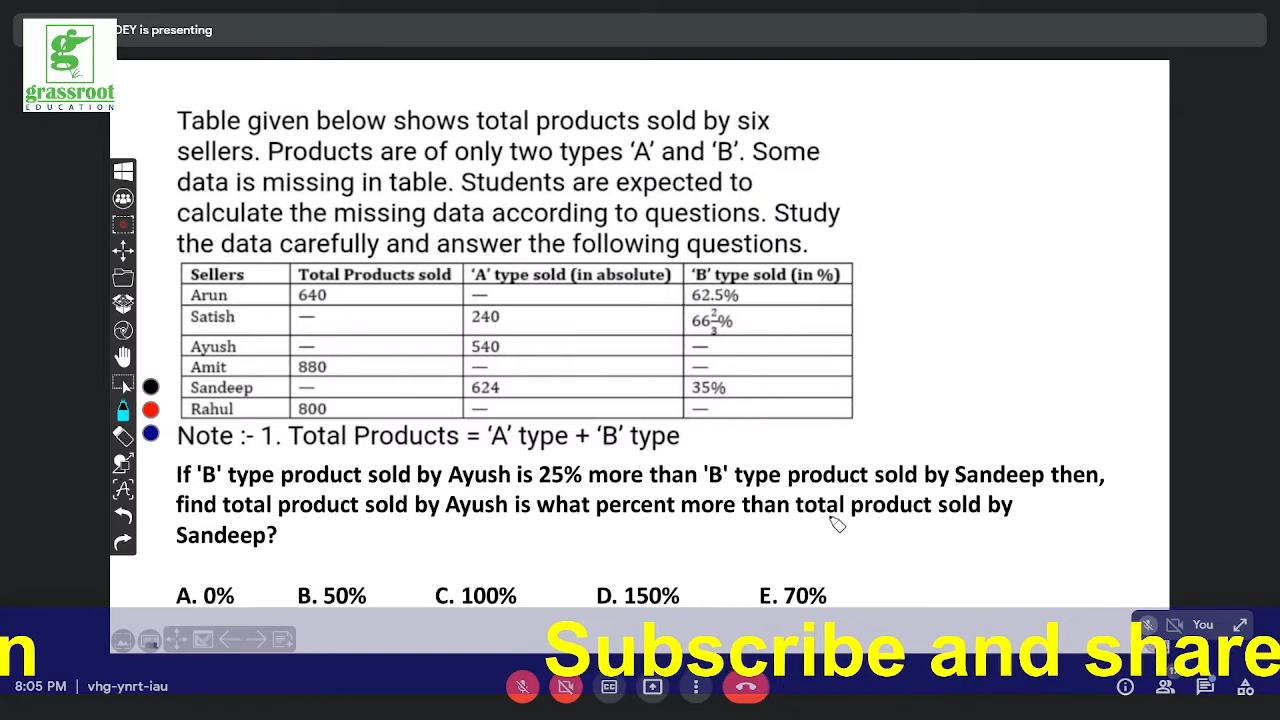 DEY is presenting
g
grassroot
EDUCATION
Table given below shows total products sold by six
sellers. Products are of only two types ‘A’ and ‘B’. Some
data is missing in table. Students are expected to
calculate the missing data according to questions. Study
the data carefully and answer the following questions.
Sellers Total Products sold ‘A’ type sold (in absolute) ‘B’ type sold (in %)
Arun 640 — 62.5%
Satish — 240 66⅔%
Ayush — 540 —
Amit 880 — —
Sandeep — 624 35%
Rahul 800 — —
Note :- 1. Total Products = ‘A’ type + ‘B’ type
If 'B' type product sold by Ayush is 25% more than 'B' type product sold by Sandeep then,
find total product sold by Ayush is what percent more than total product sold by
Sandeep?
A. 0% B. 50% C. 100% D. 150% E. 70%
You
n Subscribe and share
8:05 PM vhg-ynrt-iau